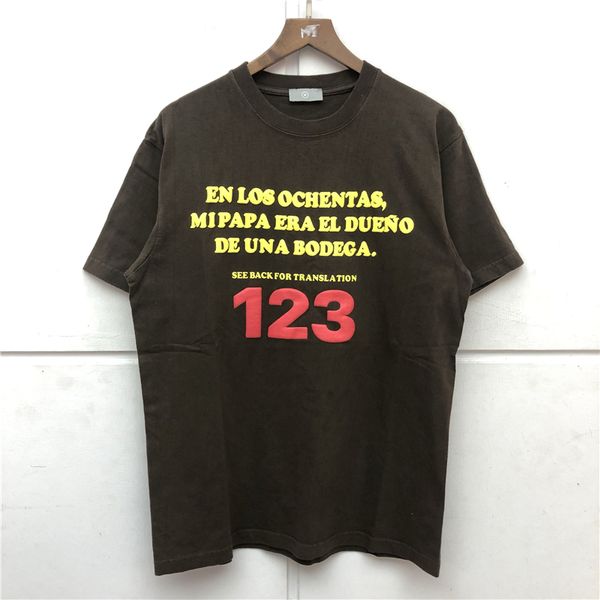 EN LOS OCHENTAS,
MI PAPA ERA EL DUEÑO
DE UNA BODEGA.
SEE BACK FOR TRANSLATION
123